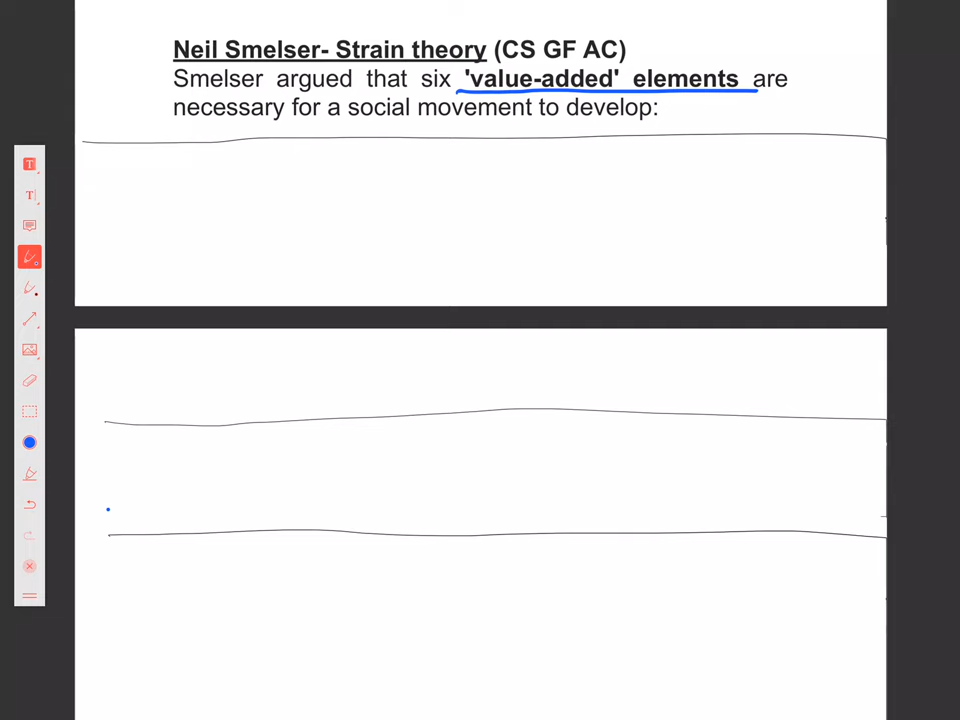 Neil Smelser- Strain theory (CS GF AC)
Smelser argued that six 'value-added' elements are
necessary for a social movement to develop:
T
T